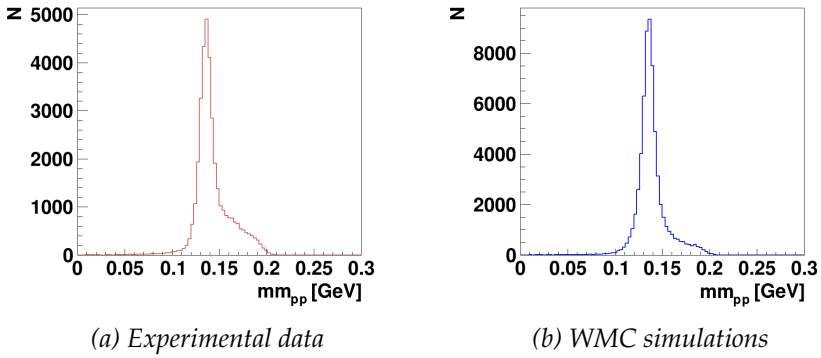 N
5000
4000
3000
2000
1000
0
0 0.05 0.1 0.15 0.2 0.25 0.3
mm_pp [GeV]
(a) Experimental data
N
8000
6000
4000
2000
0
0 0.05 0.1 0.15 0.2 0.25 0.3
mm_pp [GeV]
(b) WMC simulations